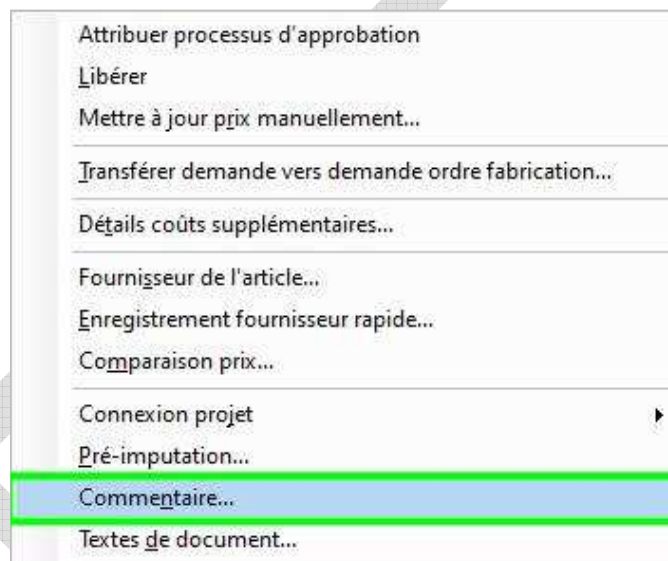 Attribuer processus d'approbation
Libérer
Mettre à jour prix manuellement...
Transférer demande vers demande ordre fabrication...
Détails coûts supplémentaires...
Fournisseur de l'article...
Enregistrement fournisseur rapide...
Comparaison prix...
Connexion projet
Pré-imputation...
Commentaire...
Textes de document...